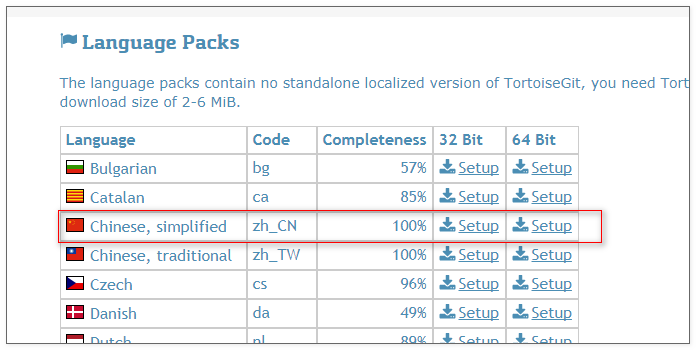 Language Packs
The language packs contain no standalone localized version of TortoiseGit, you need Tort
download size of 2-6 MiB.
Language Code Completeness 32 Bit 64 Bit
Bulgarian bg 57% Setup Setup
Catalan ca 85% Setup Setup
Chinese, simplified zh_CN 100% Setup Setup
Chinese, traditional zh_TW 100% Setup Setup
Czech cs 96% Setup Setup
Danish da 49% Setup Setup
Dutch nl 89% Setup Setup